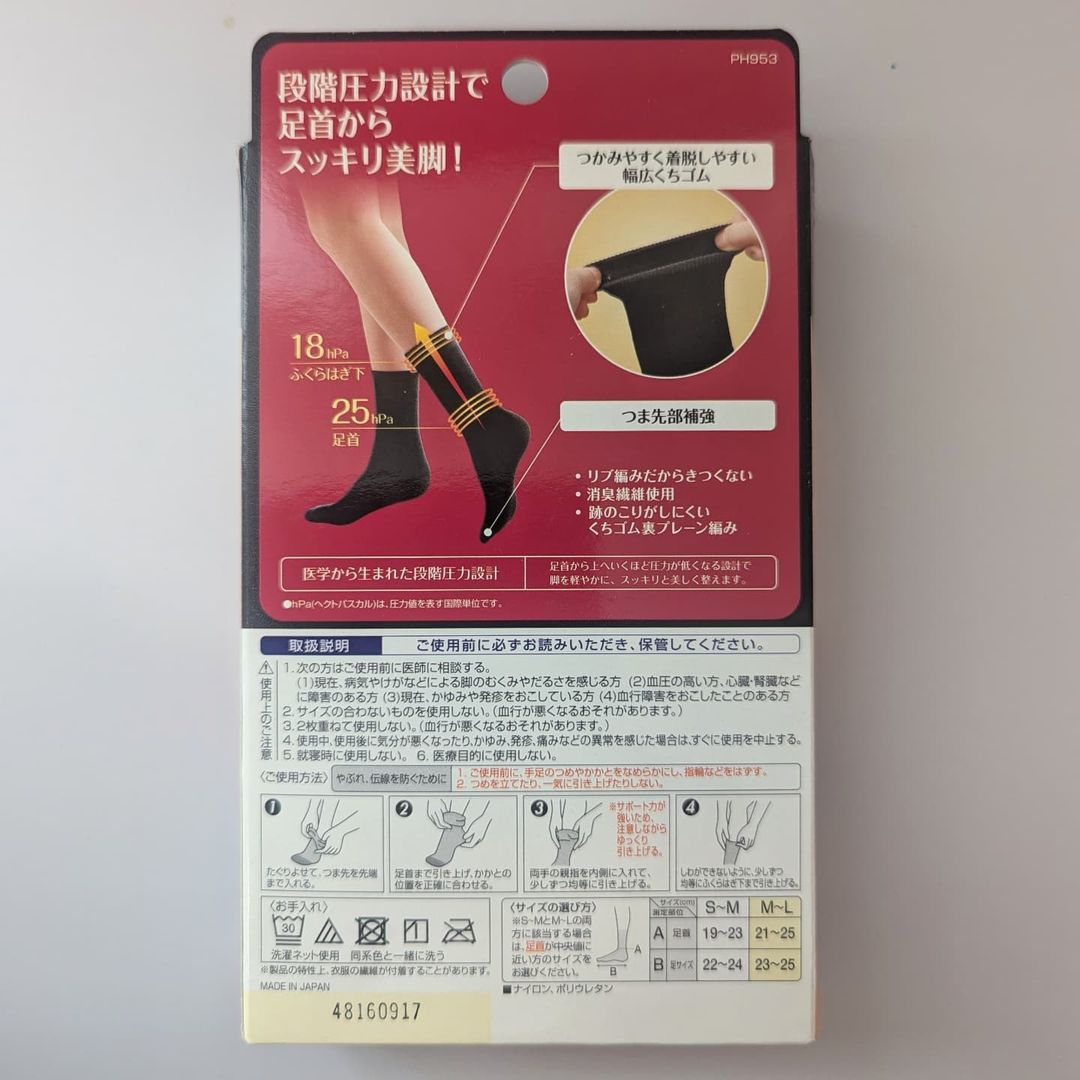 PH953
段階圧力設計で
足首から
スッキリ美脚！
つかみやすく着脱しやすい
幅広くちゴム
18hPa
ふくらはぎ下
25hPa
足首
つま先部補強
・リブ編みだからきつくない
・消臭繊維使用
・跡のこりがしにくい
くちゴム裏プレーン編み
医学から生まれた段階圧力設計
足首から上へいくほど圧力が低くなる設計で
脚を軽やかに、スッキリと美しく整えます。
●hPa(ヘクトパスカル)は、圧力値を表す国際単位です。
取扱説明 ご使用前に必ずお読みいただき、保管してください。
使用上のご注意
1. 次の方はご使用前に医師に相談する。
(1)現在、病気やけがなどによる脚のむくみやだるさを感じる方 (2)血圧の高い方、心臓・腎臓など
に障害のある方 (3)現在、かゆみや発疹をおこしている方 (4)血行障害をおこしたことのある方
2. サイズの合わないものを使用しない。(血行が悪くなるおそれがあります。)
3. 2枚重ねて使用しない。(血行が悪くなるおそれがあります。)
4. 使用中、使用後に気分が悪くなったり、かゆみ、発疹、痛みなどの異常を感じた場合は、すぐに使用を中止する。
5. 就寝時に使用しない。 6. 医療目的に使用しない。
〈ご使用方法〉 やぶれ、伝線を防ぐために
1. ご使用前に、手足のつめやかかとをなめらかにし、指輪などをはずす。
2. つめを立てたり、一気に引き上げたりしない。
1
たぐりよせて、つま先を先端
まで入れる。
2
足首まで引き上げ、かかとの
位置を正確に合わせる。
3
※サポート力が
強いため、
注意しながら
ゆっくり
引き上げる。
両手の親指を内側に入れて、
少しずつ均等に引き上げる。
4
しわができないように、少しずつ
均等にふくらはぎ下まで引き上げる。
〈お手入れ〉
30
洗濯ネット使用 同系色と一緒に洗う
※製品の特性上、衣服の繊維が付着することがあります。
MADE IN JAPAN
48160917
〈サイズの選び方〉
※S~MとM~Lの両
方に該当する場合
は、足首が中央値に
近い方のサイズを
お選びください。
A
B
サイズ(cm) 測定部位 S~M M~L
A 足首 19~23 21~25
B 足サイズ 22~24 23~25
■ナイロン、ポリウレタン